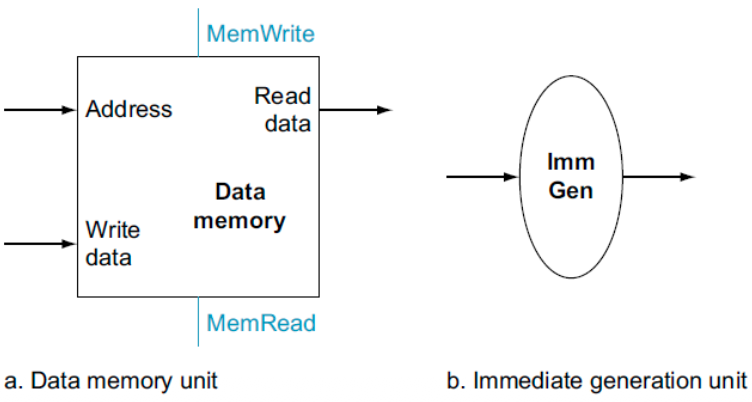 MemWrite
Address
Read
data
Data
memory
Write
data
MemRead
Imm
Gen
a. Data memory unit
b. Immediate generation unit